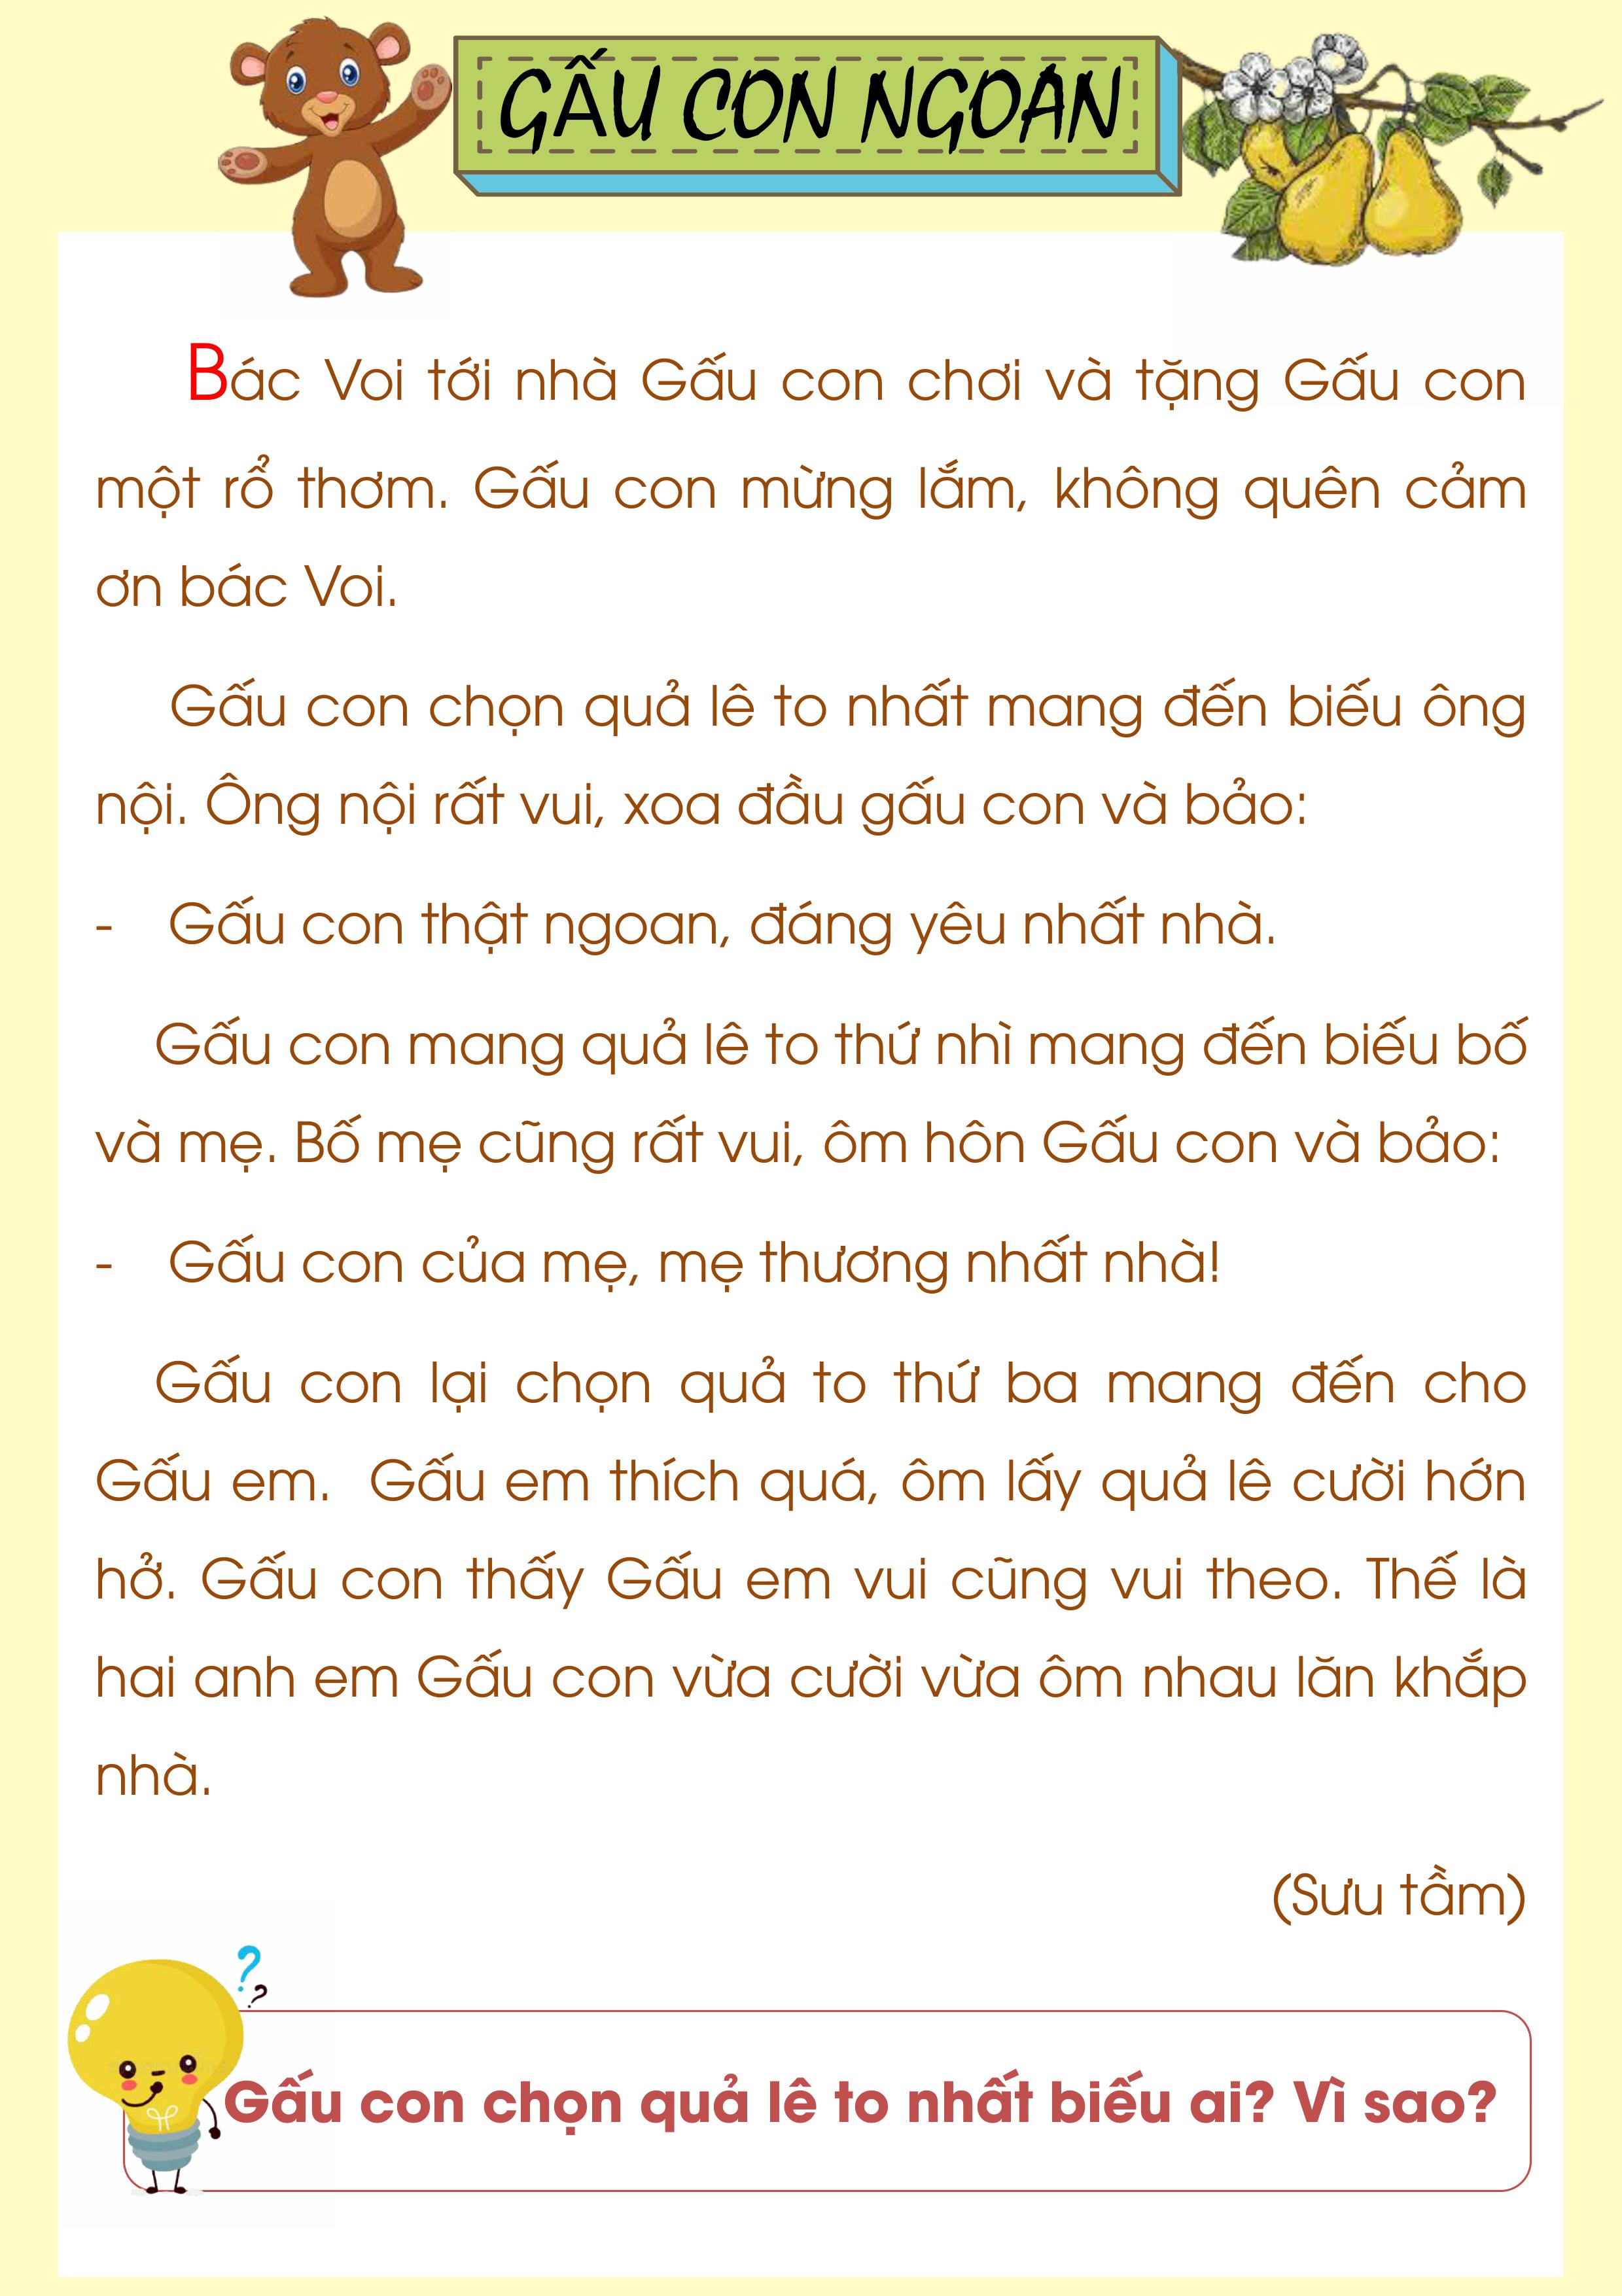 GẤU CON NGOAN
Bác Voi tới nhà Gấu con chơi và tặng Gấu con
một rổ thơm. Gấu con mừng lắm, không quên cảm
ơn bác Voi.
Gấu con chọn quả lê to nhất mang đến biếu ông
nội. Ông nội rất vui, xoa đầu gấu con và bảo:
- Gấu con thật ngoan, đáng yêu nhất nhà.
Gấu con mang quả lê to thứ nhì mang đến biếu bố
và mẹ. Bố mẹ cũng rất vui, ôm hôn Gấu con và bảo:
- Gấu con của mẹ, mẹ thương nhất nhà!
Gấu con lại chọn quả to thứ ba mang đến cho
Gấu em. Gấu em thích quá, ôm lấy quả lê cười hớn
hở. Gấu con thấy Gấu em vui cũng vui theo. Thế là
hai anh em Gấu con vừa cười vừa ôm nhau lăn khắp
nhà.
(Sưu tầm)
? ?
Gấu con chọn quả lê to nhất biếu ai? Vì sao?